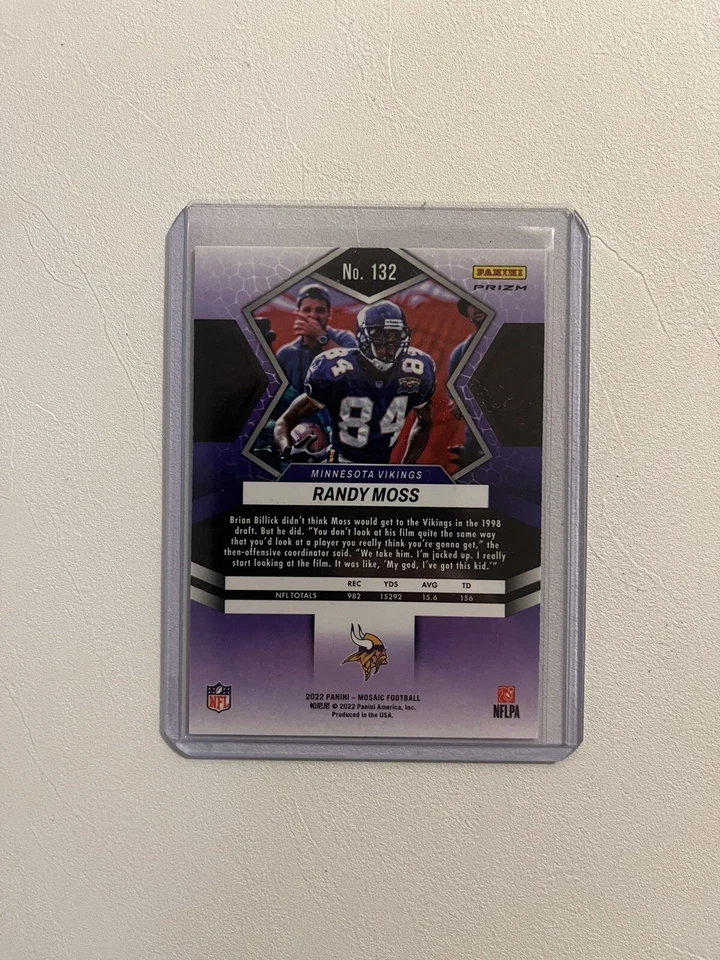 No. 132
PANINI
PRIZM
84
84
MINNESOTA VIKINGS
RANDY MOSS
Brian Billick didn't think Moss would get to the Vikings in the 1998
draft. But he did. "You don't look at his film quite the same way
that you'd look at a player you really think you're gonna get," the
then-offensive coordinator said. "We take him. I'm jacked up. I really
start looking at the film. It was like, 'My god, I've got this kid.'"
REC YDS AVG TD
NFL TOTALS 982 15292 15.6 156
2022 PANINI – MOSAIC FOOTBALL
帕尼尼 © 2022 Panini America, Inc.
Produced in the USA.
NFL
NFLPA